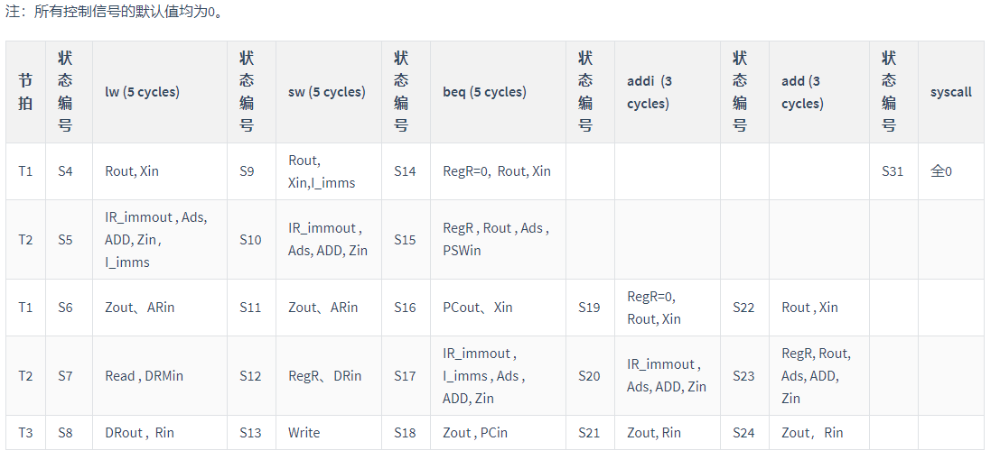 注：所有控制信号的默认值均为0。
节拍 状态编号 lw (5 cycles) 状态编号 sw (5 cycles) 状态编号 beq (5 cycles) 状态编号 addi (3 cycles) 状态编号 add (3 cycles) 状态编号 syscall
T1 S4 Rout, Xin S9 Rout, Xin,I_imms S14 RegR=0, Rout, Xin S31 全0
T2 S5 IR_immout , Ads, ADD, Zin， I_imms S10 IR_immout , Ads, ADD, Zin S15 RegR , Rout , Ads , PSWin
T1 S6 Zout、ARin S11 Zout、ARin S16 PCout、Xin S19 RegR=0, Rout, Xin S22 Rout , Xin
T2 S7 Read , DRMin S12 RegR、DRin S17 IR_immout , I_imms , Ads , ADD, Zin S20 IR_immout , Ads, ADD, Zin S23 RegR, Rout, Ads, ADD, Zin
T3 S8 DRout , Rin S13 Write S18 Zout , PCin S21 Zout, Rin S24 Zout， Rin